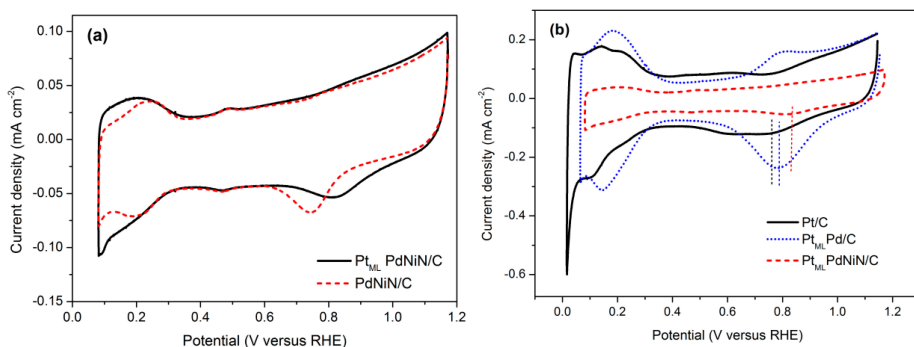 (a)
Current density (mA cm⁻²)
0.10
0.05
0.00
-0.05
-0.10
-0.15
Pt_ML PdNiN/C
PdNiN/C
0.0 0.2 0.4 0.6 0.8 1.0 1.2
Potential (V versus RHE)
(b)
Current density (mA cm⁻²)
0.2
0.0
-0.2
-0.4
-0.6
Pt/C
Pt_ML Pd/C
Pt_ML PdNiN/C
0.0 0.2 0.4 0.6 0.8 1.0 1.2
Potential (V versus RHE)